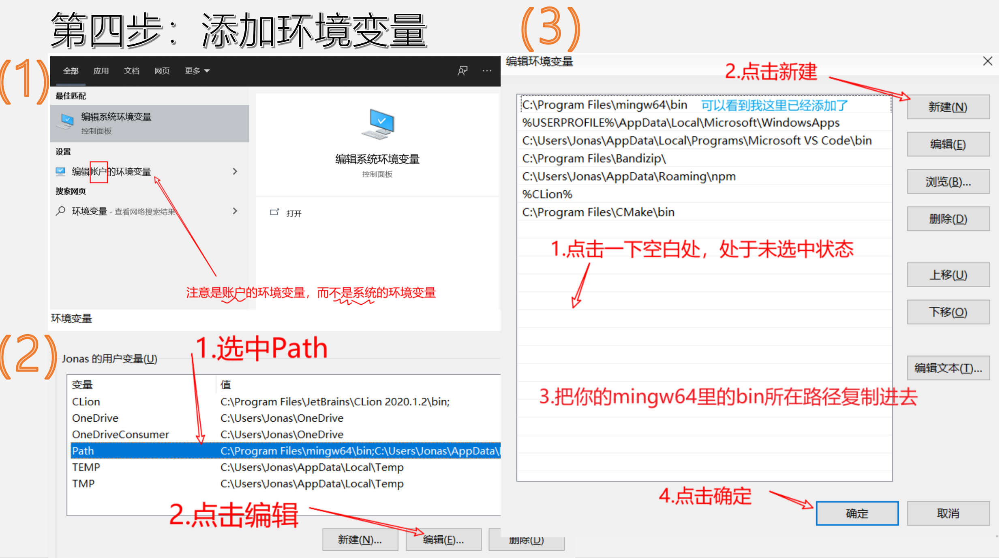 第四步：添加环境变量
(1)
全部 应用 文档 网页 更多
最佳匹配
编辑系统环境变量
控制面板
设置
编辑帐户的环境变量
搜索网页
环境变量 - 查看网络搜索结果
编辑系统环境变量
控制面板
打开
注意是账户的环境变量，而不是系统的环境变量
环境变量
(2)
1.选中Path
Jonas 的用户变量(U)
变量 值
CLion C:\Program Files\JetBrains\CLion 2020.1.2\bin;
OneDrive C:\Users\Jonas\OneDrive
OneDriveConsumer C:\Users\Jonas\OneDrive
Path C:\Program Files\mingw64\bin;C:\Users\Jonas\AppData\
TEMP C:\Users\Jonas\AppData\Local\Temp
TMP C:\Users\Jonas\AppData\Local\Temp
2.点击编辑
新建(N)... 编辑(E)... 删除(D)
(3)
编辑环境变量
2.点击新建
C:\Program Files\mingw64\bin 可以看到我这里已经添加了
%USERPROFILE%\AppData\Local\Microsoft\WindowsApps
C:\Users\Jonas\AppData\Local\Programs\Microsoft VS Code\bin
C:\Program Files\Bandizip\
C:\Users\Jonas\AppData\Roaming\npm
%CLion%
C:\Program Files\CMake\bin
1.点击一下空白处，处于未选中状态
3.把你的mingw64里的bin所在路径复制进去
新建(N)
编辑(E)
浏览(B)...
删除(D)
上移(U)
下移(O)
编辑文本(T)...
4.点击确定
确定 取消